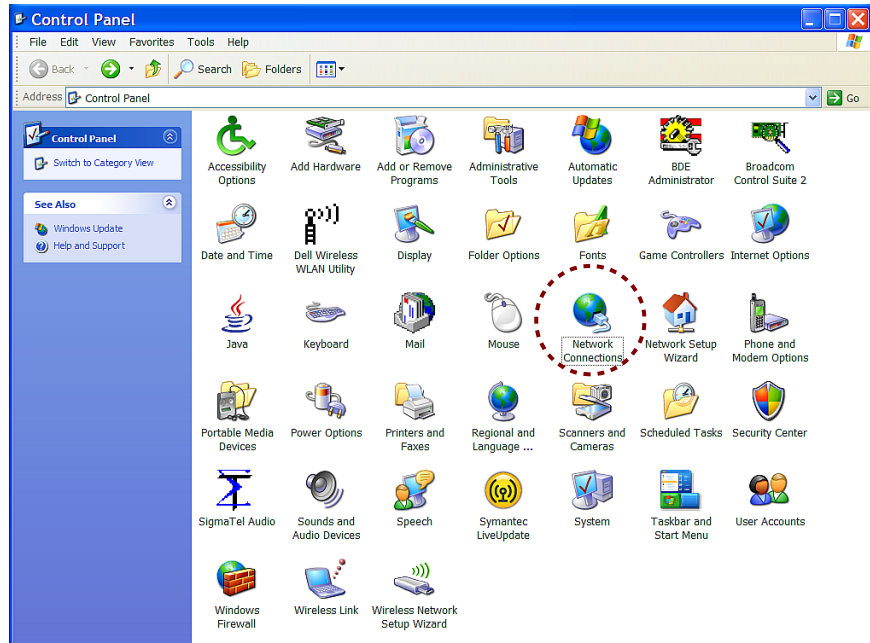 Control Panel
File Edit View Favorites Tools Help
Back Search Folders
Address Control Panel Go
Control Panel
Switch to Category View
See Also
Windows Update
Help and Support
Accessibility Options
Add Hardware
Add or Remove Programs
Administrative Tools
Automatic Updates
BDE Administrator
Broadcom Control Suite 2
Date and Time
Dell Wireless WLAN Utility
Display
Folder Options
Fonts
Game Controllers
Internet Options
Java
Keyboard
Mail
Mouse
Network Connections
Network Setup Wizard
Phone and Modem Options
Portable Media Devices
Power Options
Printers and Faxes
Regional and Language ...
Scanners and Cameras
Scheduled Tasks
Security Center
SigmaTel Audio
Sounds and Audio Devices
Speech
Symantec LiveUpdate
System
Taskbar and Start Menu
User Accounts
Windows Firewall
Wireless Link
Wireless Network Setup Wizard